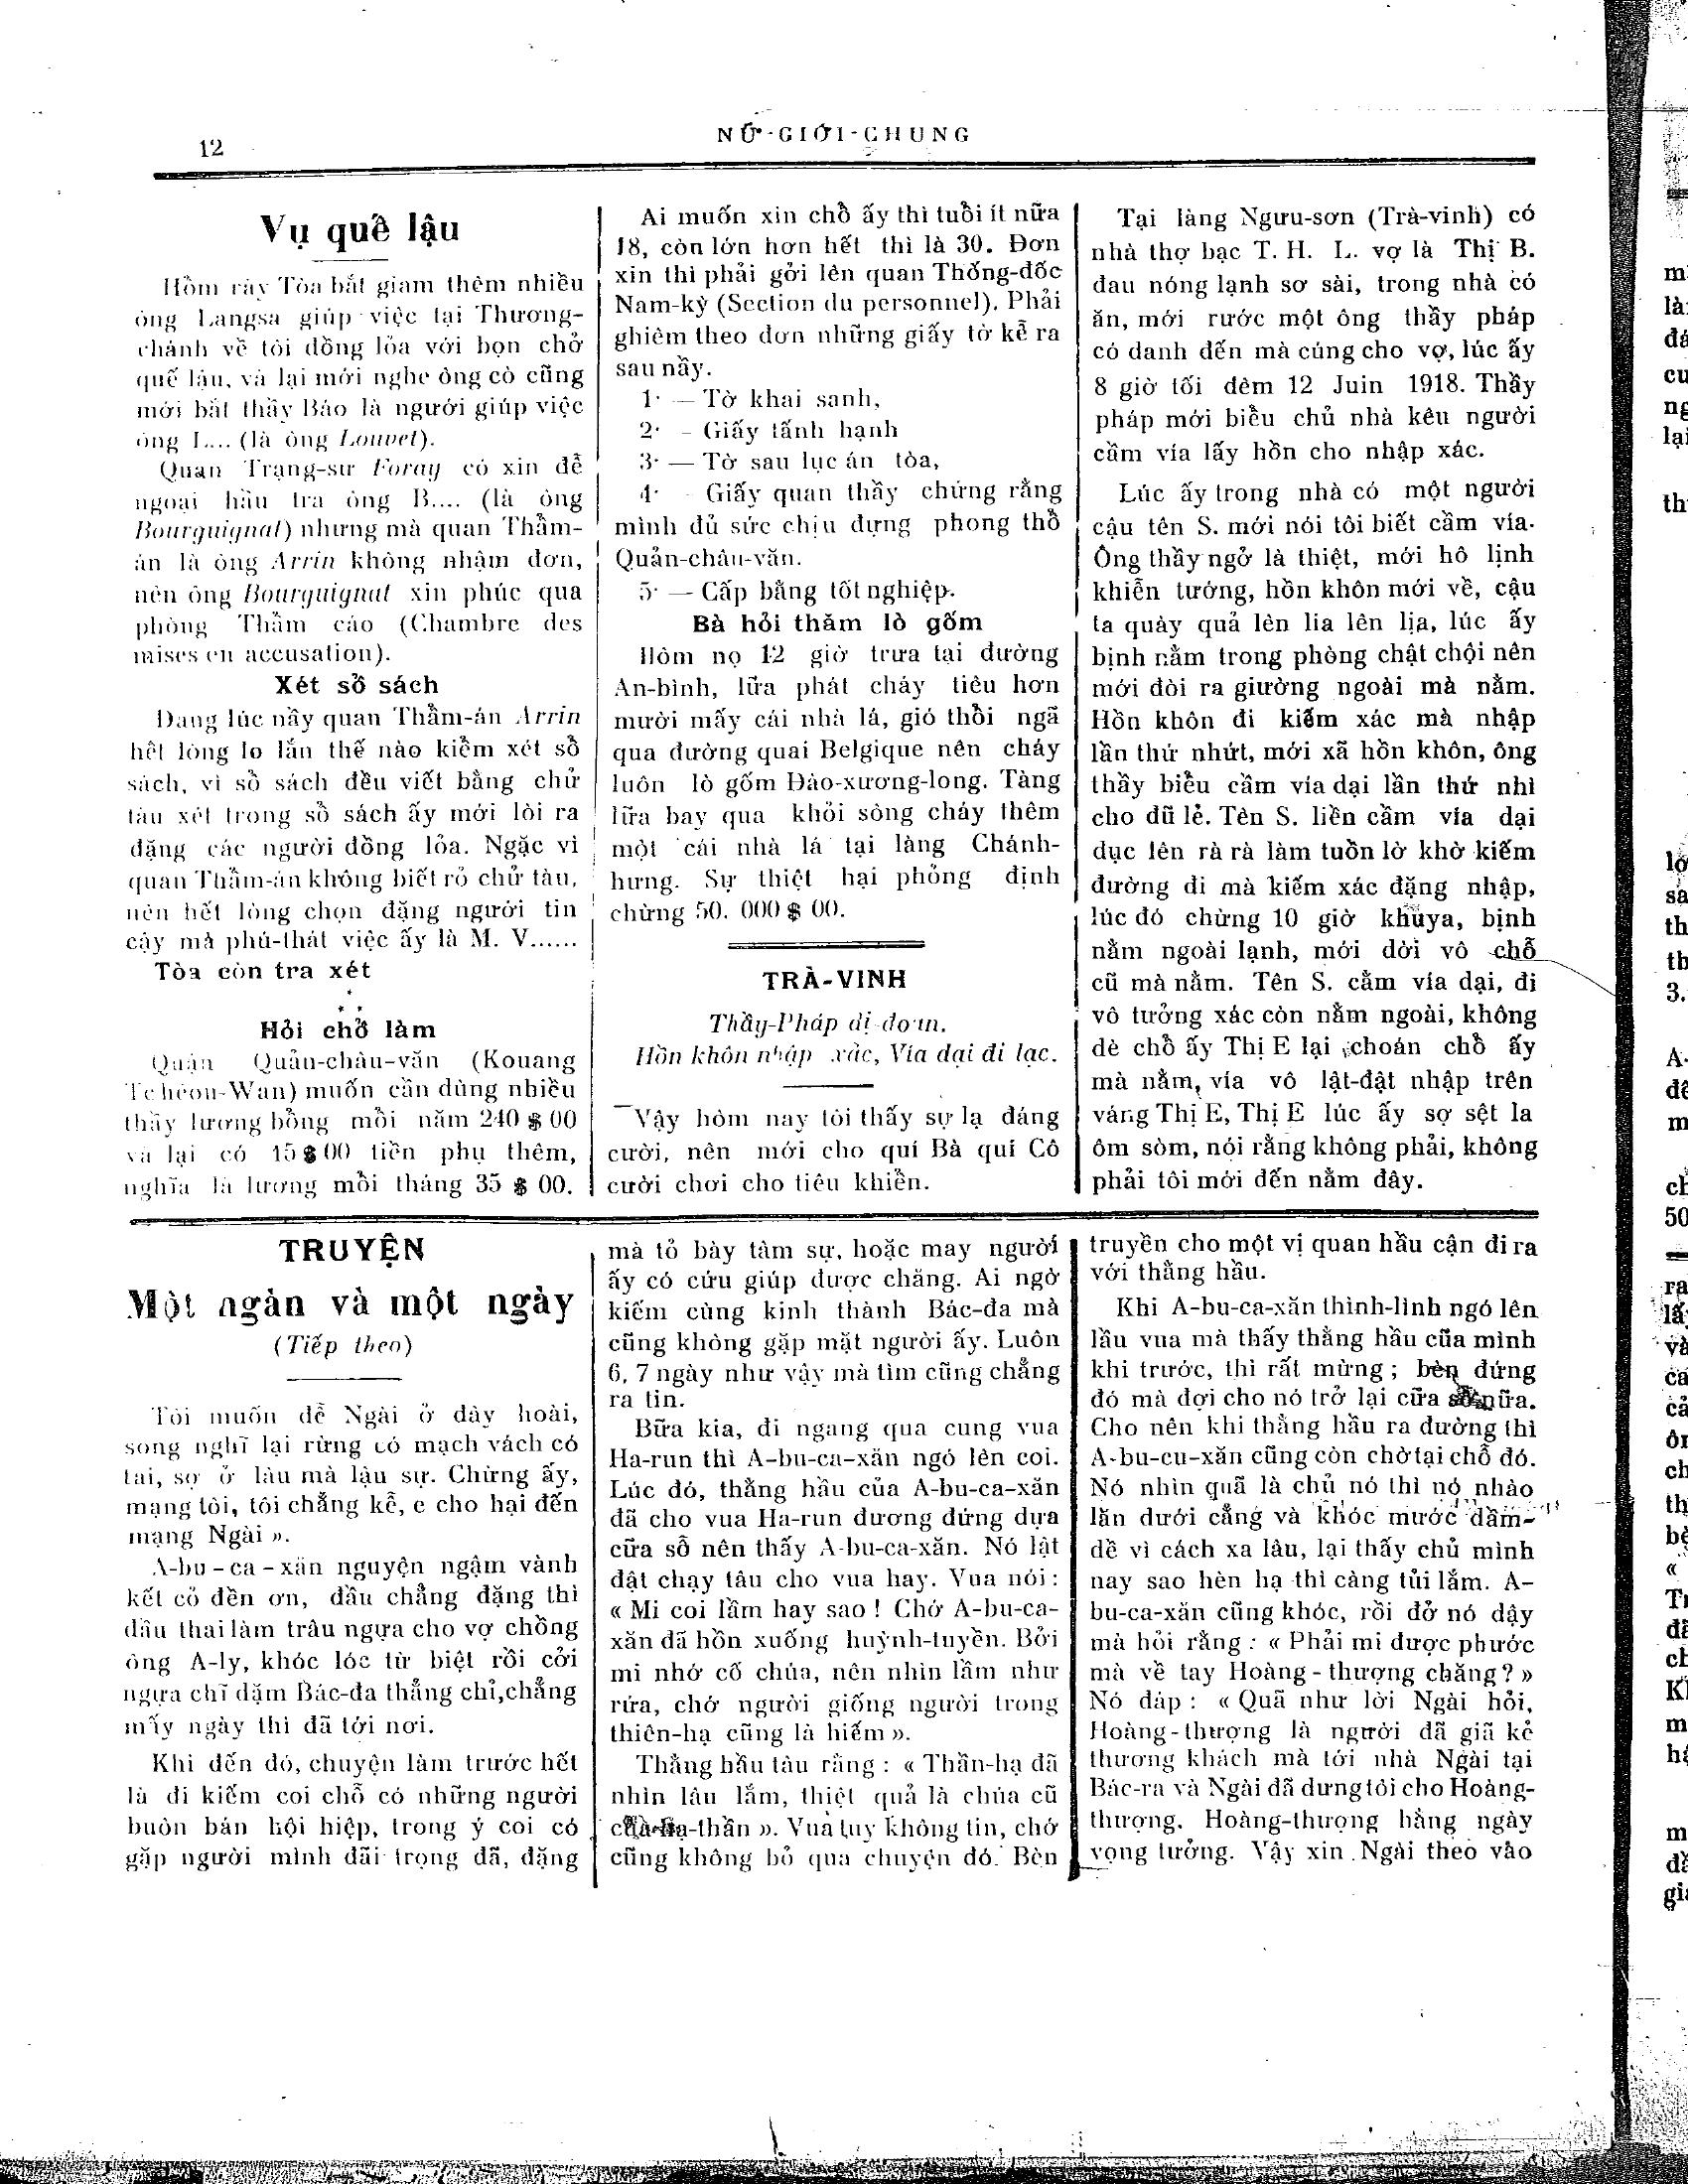 12
NỮ-GIỚI-CHUNG
Vụ quế lậu
Hồm rày Tòa bắt giam thêm nhiều
ông Langsa giúp việc tại Thương-
chánh về tội đồng lỏa với bọn chở
quế lậu, và lại mới nghe ông cò cũng
mới bắt thầy Báo là người giúp việc
ông L... (là ông Louvet).
Quan Trạng-sư Foray có xin để
ngoại hầu tra ông B.... (là ông
Bourguignat) nhưng mà quan Thẩm-
án là ông Arrin không nhậm đơn,
nên ông Bourguignat xin phúc qua
phòng Thẩm cáo (Chambre des
mises en accusation).
Xét sổ sách
Đang lúc nầy quan Thẩm-án Arrin
hết lòng lo lắn thế nào kiểm xét sổ
sách, vì sổ sách đều viết bằng chử
tàu xét trong sổ sách ấy mới lòi ra
đặng các người đồng lỏa. Ngặc vì
quan Thẩm-án không biết rỏ chử tàu,
nên hết lòng chọn đặng người tin
cậy mà phú-thát việc ấy là M. V......
Tòa còn tra xét
Hỏi chổ làm
Quận Quản-châu-văn (Kouang
Tchéou-Wan) muốn cần dùng nhiều
thầy lương bổng mỗi năm 240 $ 00
và lại có 15 $ 00 tiền phụ thêm,
nghĩa là lương mỗi tháng 35 $ 00.
Ai muốn xin chổ ấy thì tuổi ít nữa
18, còn lớn hơn hết thì là 30. Đơn
xin thì phải gởi lên quan Thống-đốc
Nam-kỳ (Section du personnel). Phải
ghiêm theo đơn những giấy tờ kể ra
sau nầy.
1· — Tờ khai sanh,
2· – Giấy tấnh hạnh
3· — Tờ sau lục án tòa,
4· - Giấy quan thầy chứng rằng
mình đủ sức chịu đựng phong thổ
Quản-châu-văn.
5· — Cấp bằng tốt nghiệp.
Bà hỏi thăm lò gốm
Hôm nọ 12 giờ trưa tại đường
An-bình, lữa phát cháy tiêu hơn
mười mấy cái nhà lá, gió thổi ngã
qua đường quai Belgique nên cháy
luôn lò gốm Đào-xương-long. Tàng
lữa bay qua khỏi sông cháy thêm
một cái nhà lá tại làng Chánh-
hưng. Sự thiệt hại phỏng định
chừng 50. 000 $ 00.
TRÀ-VINH
Thầy-Pháp dị-đoan.
Hồn khôn nhập xác, Vía dại đi lạc.
Vậy hôm nay tôi thấy sự lạ đáng
cười, nên mới cho quí Bà quí Cô
cười chơi cho tiêu khiển.
Tại làng Ngưu-sơn (Trà-vinh) có
nhà thợ bạc T. H. L. vợ là Thị B.
đau nóng lạnh sơ sài, trong nhà có
ăn, mới rước một ông thầy pháp
có danh đến mà cúng cho vợ, lúc ấy
8 giờ tối đêm 12 Juin 1918. Thầy
pháp mới biểu chủ nhà kêu người
cầm vía lấy hồn cho nhập xác.
Lúc ấy trong nhà có một người
cậu tên S. mới nói tôi biết cầm vía.
Ông thầy ngở là thiệt, mới hô lịnh
khiển tướng, hồn khôn mới về, cậu
ta quày quả lên lia lên lịa, lúc ấy
bịnh nằm trong phòng chật chội nên
mới đòi ra giường ngoài mà nằm.
Hồn khôn đi kiếm xác mà nhập
lần thứ nhứt, mới xã hồn khôn, ông
thầy biểu cầm vía dại lần thứ nhì
cho đũ lẻ. Tên S. liền cầm vía dại
dục lên rà rà làm tuồn lờ khờ kiếm
đường đi mà kiếm xác đặng nhập,
lúc đó chừng 10 giờ khuya, bịnh
nằm ngoài lạnh, mới dời vô chỗ
cũ mà nằm. Tên S. cằm vía dại, đi
vô tưởng xác còn nằm ngoài, không
dè chỗ ấy Thị E lại choán chổ ấy
mà nằm, vía vô lật-đật nhập trên
váng Thị E, Thị E lúc ấy sợ sệt la
ôm sòm, nói rằng không phải, không
phải tôi mới đến nằm đây.
TRUYỆN
Một ngàn và một ngày
(Tiếp theo)
Tôi muốn để Ngài ở đây hoài,
song nghĩ lại rừng có mạch vách có
tai, sợ ở lâu mà lậu sự. Chừng ấy,
mạng tôi, tôi chẳng kễ, e cho hại đến
mạng Ngài ».
A-bu-ca-xăn nguyện ngậm vành
kết cỏ đền ơn, dầu chẳng đặng thì
đầu thai làm trâu ngựa cho vợ chồng
ông A-ly, khóc lóc từ biệt rồi cởi
ngựa chĩ dặm Bác-đa thẳng chỉ, chẳng
mấy ngày thì đã tới nơi.
Khi đến đó, chuyện làm trước hết
là đi kiếm coi chỗ có những người
buôn bán hội hiệp, trong ý coi có
gặp người mình đãi trọng đã, đặng
mà tỏ bày tâm sự, hoặc may người
ấy có cứu giúp được chăng. Ai ngờ
kiếm cùng kinh thành Bác-đa mà
cũng không gặp mặt người ấy. Luôn
6, 7 ngày như vậy mà tìm cũng chẳng
ra tin.
Bữa kia, đi ngang qua cung vua
Ha-run thì A-bu-ca-xăn ngó lên coi.
Lúc đó, thằng hầu của A-bu-ca-xăn
đã cho vua Ha-run đương đứng dựa
cữa sổ nên thấy A-bu-ca-xăn. Nó lật
đật chạy tâu cho vua hay. Vua nói:
« Mi coi lầm hay sao ! Chớ A-bu-ca-
xăn đã hồn xuống huỳnh-tuyền. Bởi
mi nhớ cố chúa, nên nhìn lầm như
rứa, chớ người giống người trong
thiên-hạ cũng là hiếm ».
Thằng hầu tàu rằng : « Thần-hạ đã
nhìn lâu lắm, thiệt quả là chúa cũ
của hạ-thần ». Vua tuy không tin, chớ
cũng không bỏ qua chuyện đó. Bèn
truyền cho một vị quan hầu cận đi ra
với thằng hầu.
Khi A-bu-ca-xăn thình-lình ngó lên
lầu vua mà thấy thằng hầu cũa mình
khi trước, thì rất mừng ; bèn đứng
đó mà đợi cho nó trở lại cữa sổ nữa.
Cho nên khi thằng hầu ra đường thì
A-bu-cu-xăn cũng còn chờ tại chỗ đó.
Nó nhìn quã là chủ nó thì nó nhào
lăn dưới cẳng và khóc mước dầm-
dề vì cách xa lâu, lại thấy chủ mình
nay sao hèn hạ thì càng tủi lắm. A-
bu-ca-xăn cũng khóc, rồi đở nó dậy
mà hỏi rằng : « Phải mi được phước
mà về tay Hoàng-thượng chăng ? »
Nó đáp : « Quã như lời Ngài hỏi,
Hoàng-thượng là người đã giã kẻ
thương khách mà tới nhà Ngài tại
Bác-ra và Ngài đã dưng tôi cho Hoàng-
thượng. Hoàng-thượng hằng ngày
vọng tưởng. Vậy xin Ngài theo vào